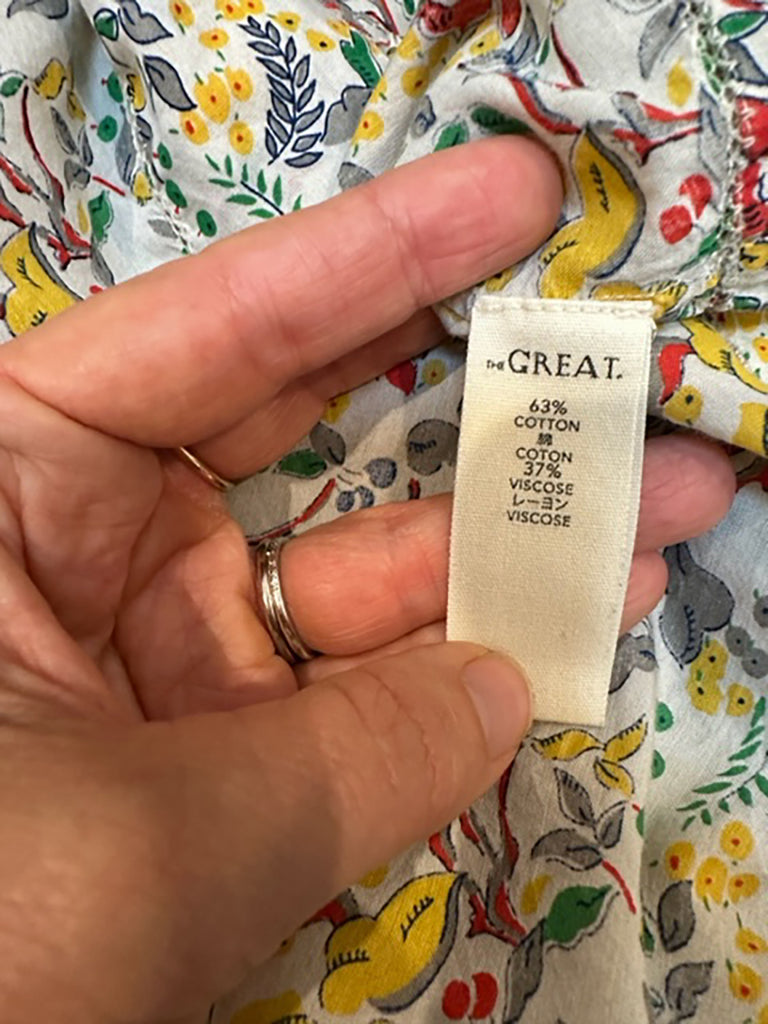 THE GREAT.
63%
COTTON
綿
COTON
37%
VISCOSE
レーヨン
VISCOSE